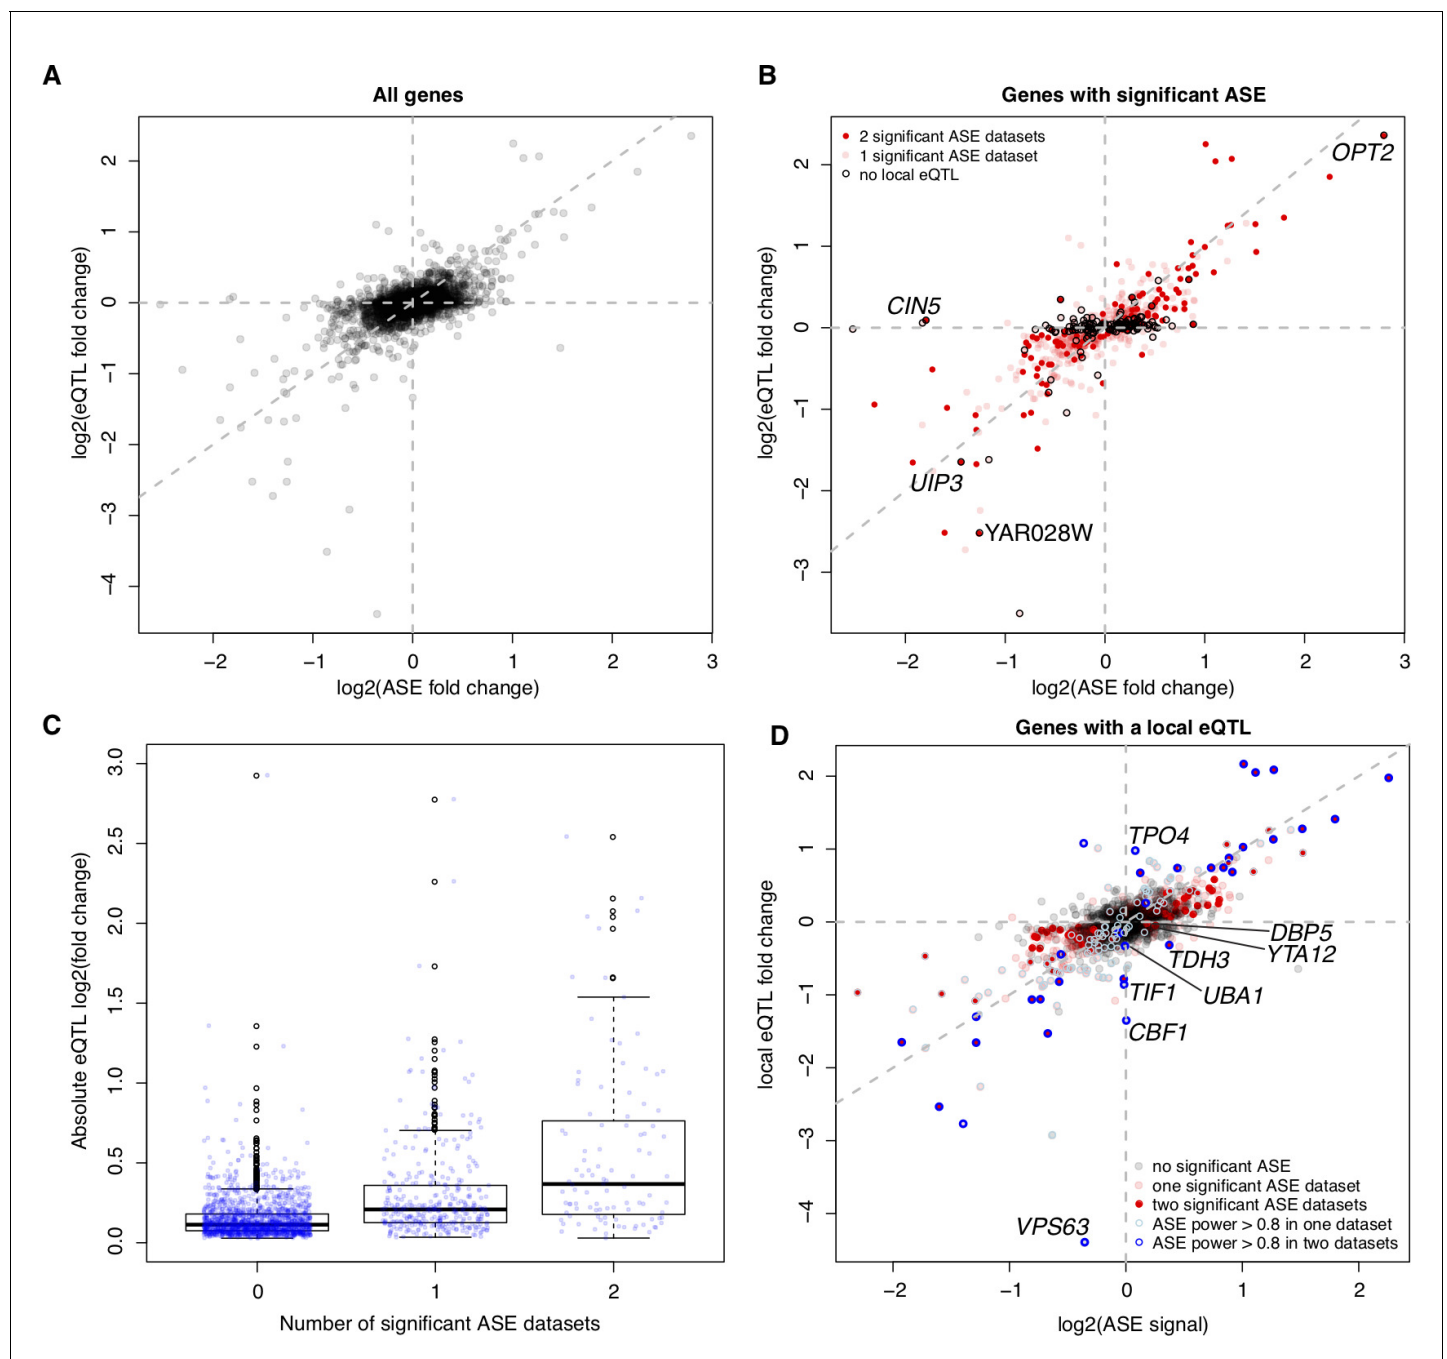 A
All genes
2
1
0
−1
−2
−3
−4
log2(eQTL fold change)
−2
−1
0
1
2
3
log2(ASE fold change)
B
Genes with significant ASE
2 significant ASE datasets
1 significant ASE dataset
no local eQTL
OPT2
CIN5
UIP3
YAR028W
2
1
0
−1
−2
−3
log2(eQTL fold change)
−2
−1
0
1
2
3
log2(ASE fold change)
C
3.0
2.5
2.0
1.5
1.0
0.5
0.0
Absolute eQTL log2(fold change)
0
1
2
Number of significant ASE datasets
D
Genes with a local eQTL
TPO4
DBP5
YTA12
TDH3
TIF1
UBA1
CBF1
VPS63
no significant ASE
one significant ASE dataset
two significant ASE datasets
ASE power > 0.8 in one dataset
ASE power > 0.8 in two datasets
2
1
0
−1
−2
−3
−4
local eQTL fold change
−2
−1
0
1
2
log2(ASE signal)